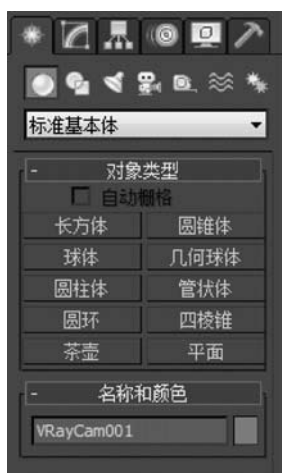 标准基本体
- 对象类型
自动栅格
长方体 圆锥体
球体 几何球体
圆柱体 管状体
圆环 四棱锥
茶壶 平面
- 名称和颜色
VRayCam001